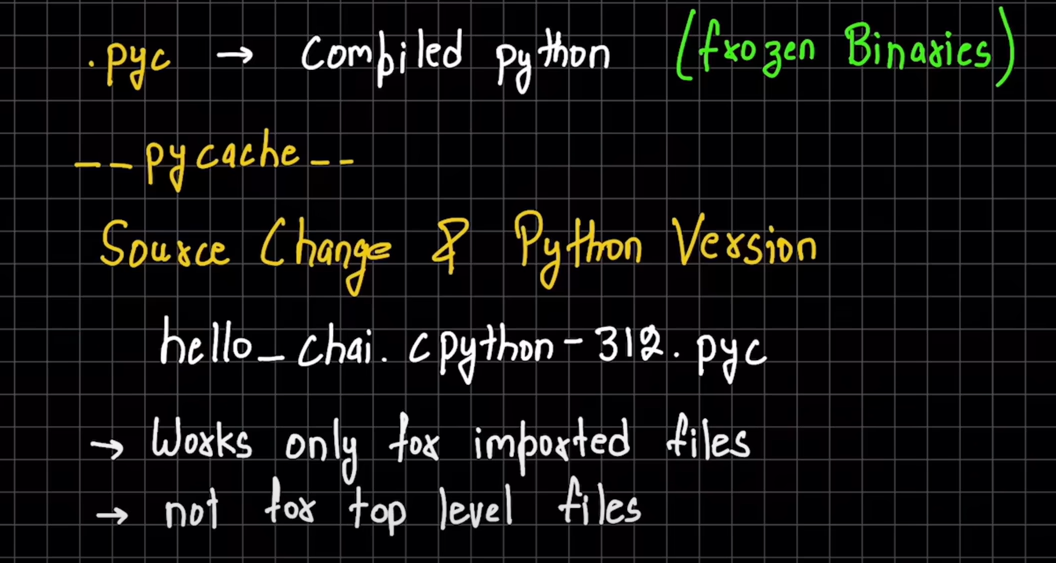 .pyc → Compiled python (frozen Binaries)
__pycache__
Source Change & Python Version
hello_chai.cpython-312.pyc
→ Works only for imported files
→ not for top level files